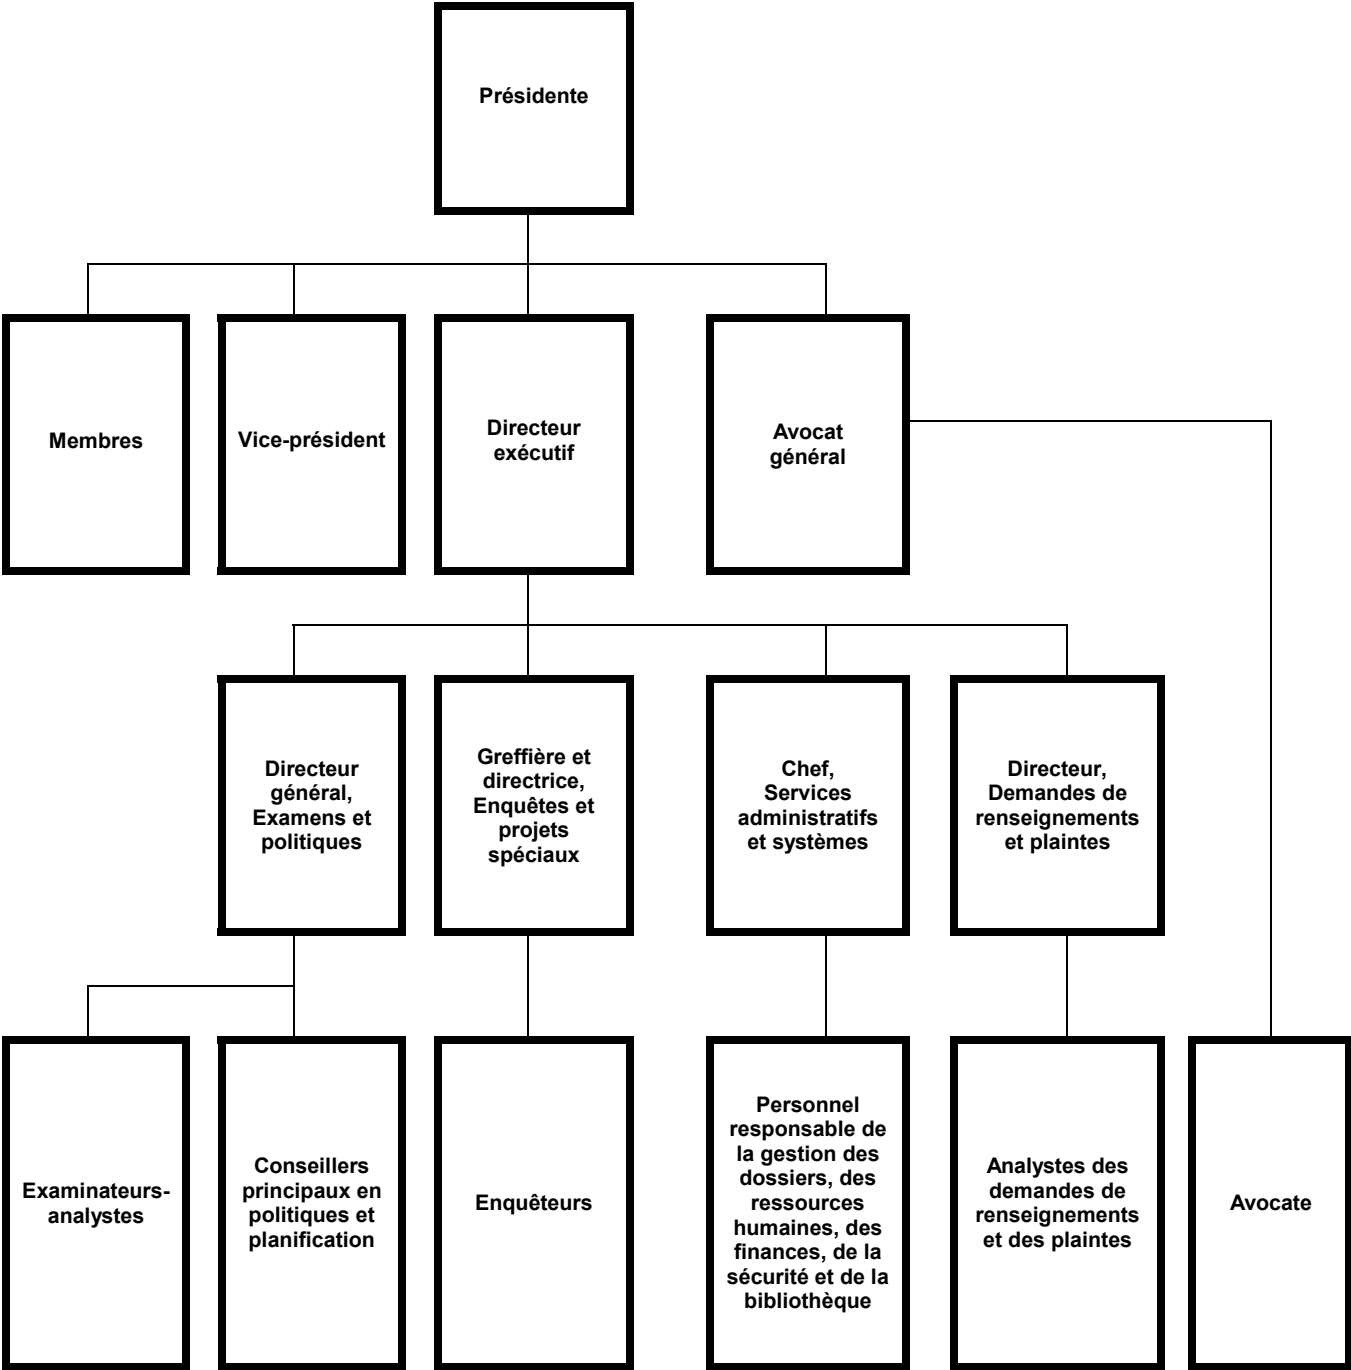 Présidente
Membres
Vice-président
Directeur
exécutif
Avocat
général
Directeur
général,
Examens et
politiques
Greffière et
directrice,
Enquêtes et
projets
spéciaux
Chef,
Services
administratifs
et systèmes
Directeur,
Demandes de
renseignements
et plaintes
Examinateurs-
analystes
Conseillers
principaux en
politiques et
planification
Enquêteurs
Personnel
responsable de
la gestion des
dossiers, des
ressources
humaines, des
finances, de la
sécurité et de la
bibliothèque
Analystes des
demandes de
renseignements
et des plaintes
Avocate